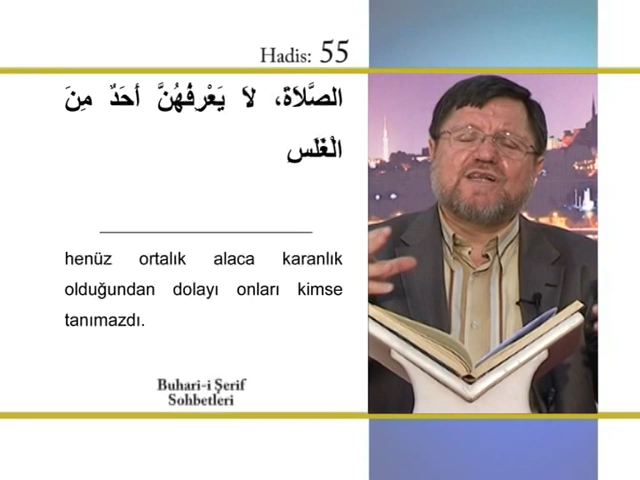 Hadis: 55
الصَّلاَةَ، لاَ يَعْرِفُهُنَّ أَحَدٌ مِنَ
الْغَلَسِ
henüz ortalık alaca karanlık
olduğundan dolayı onları kimse
tanımazdı.
Buhari-i Şerif
Sohbetleri